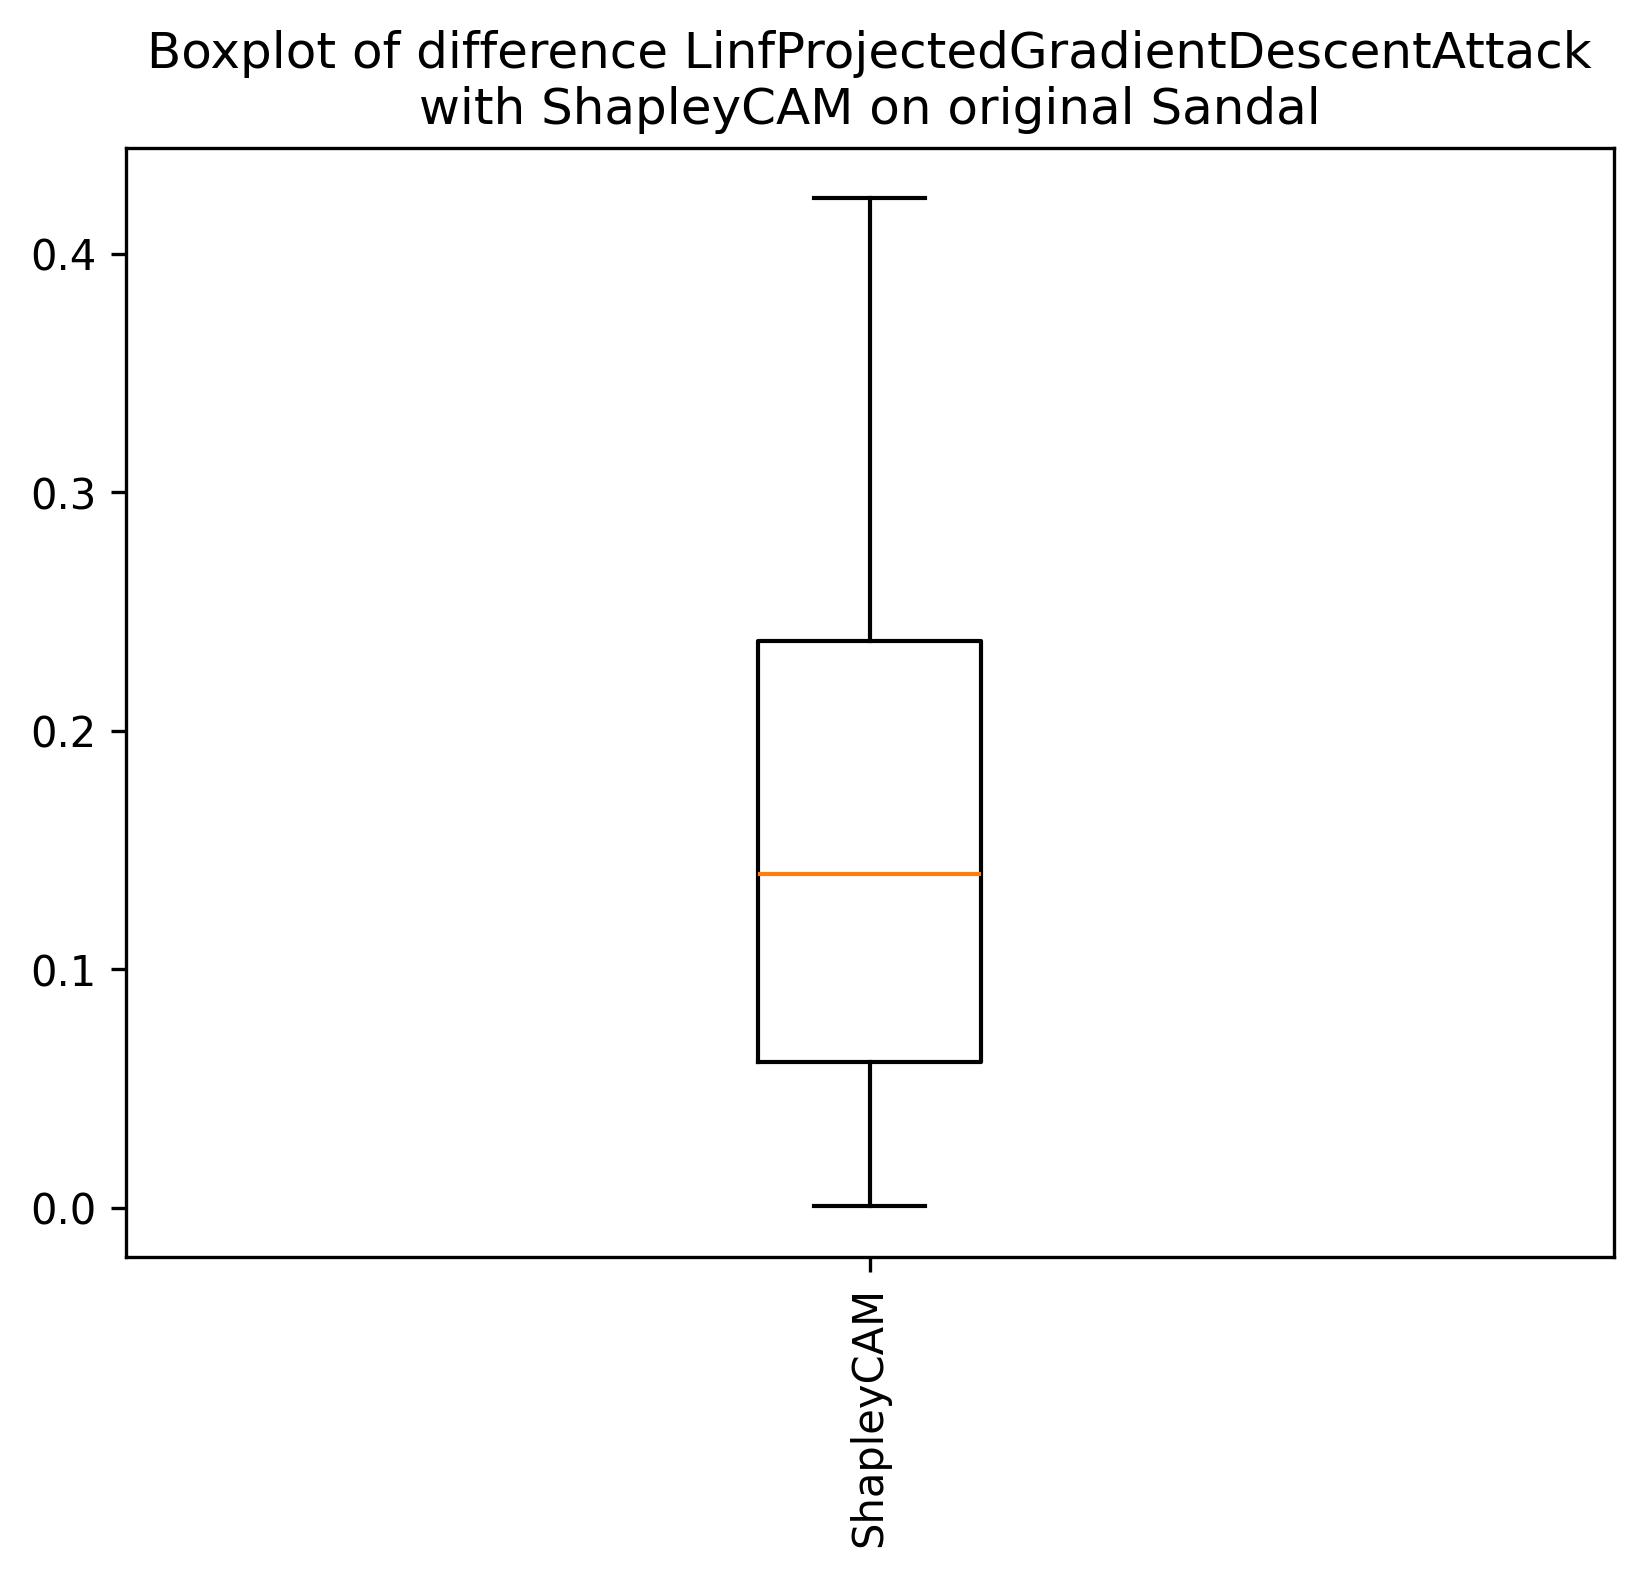 Boxplot of difference LinfProjectedGradientDescentAttack
with ShapleyCAM on original Sandal
0.4
0.3
0.2
0.1
0.0
ShapleyCAM